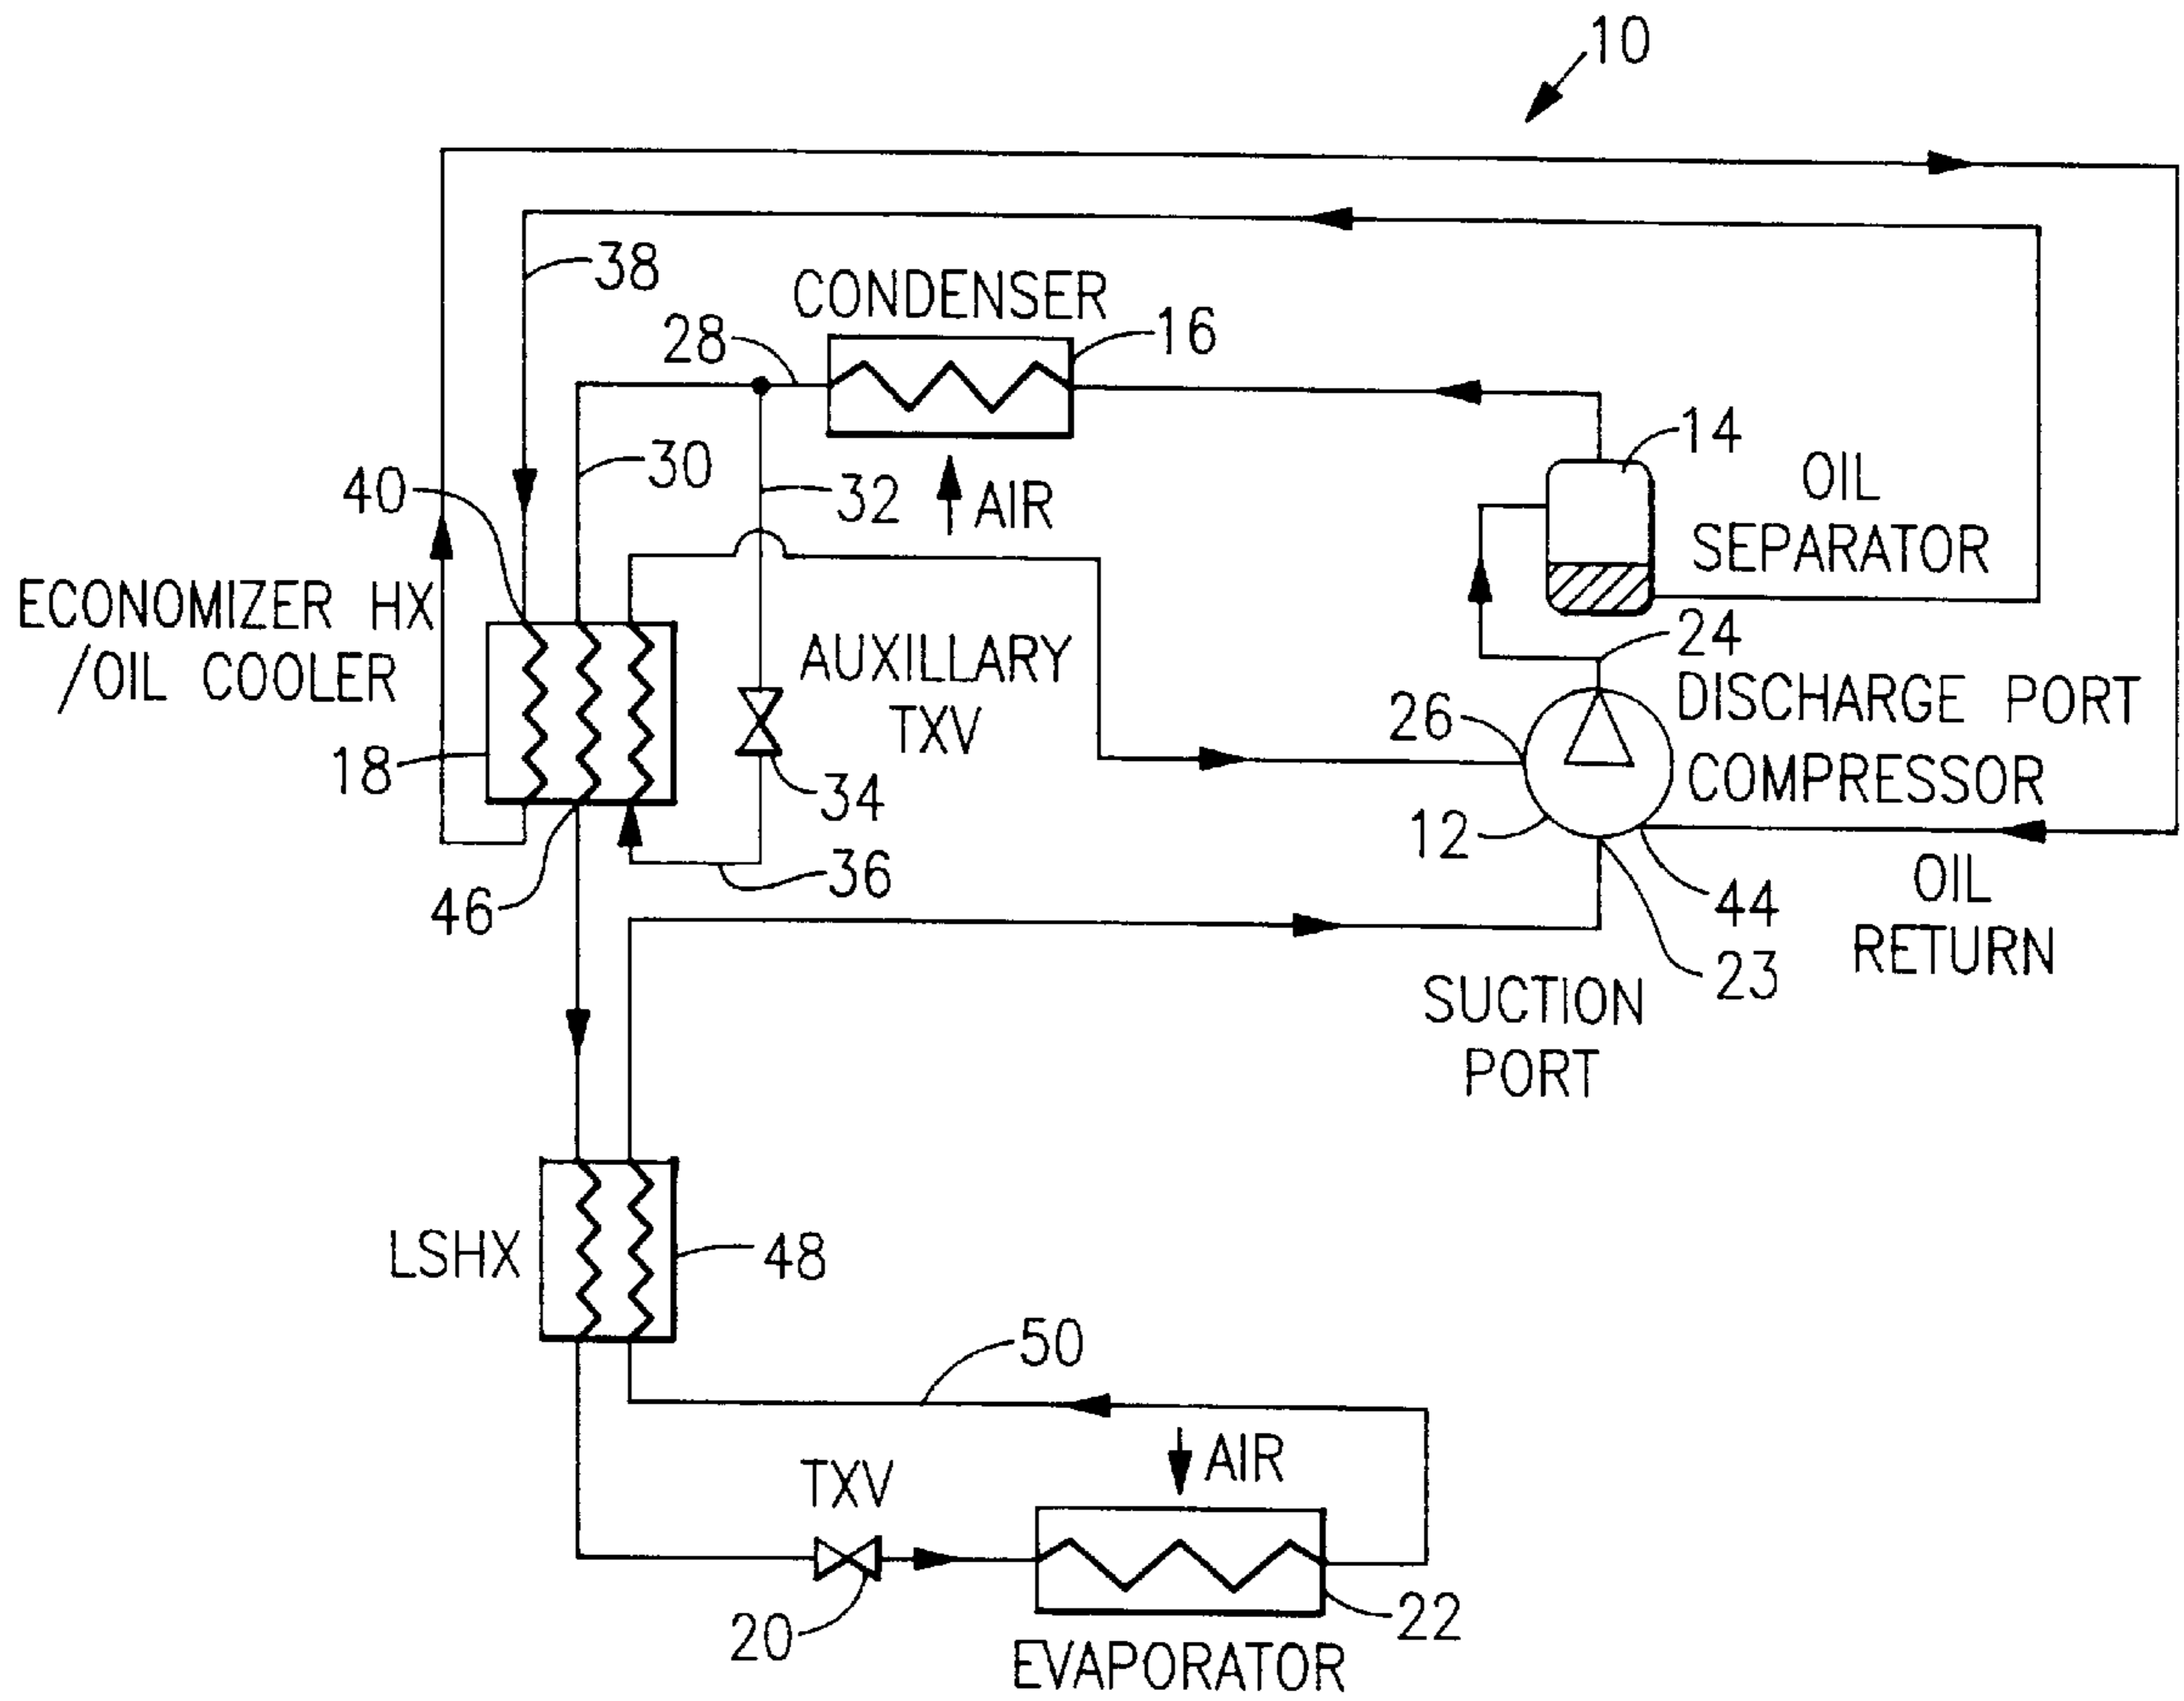 10
38
CONDENSER
28
16
14
40
30
32
AIR
OIL
SEPARATOR
ECONOMIZER HX
/OIL COOLER
AUXILLARY
TXV
24
DISCHARGE PORT
26
COMPRESSOR
18
34
12
36
46
44
OIL
RETURN
23
SUCTION
PORT
LSHX
48
50
AIR
TXV
20
22
EVAPORATOR